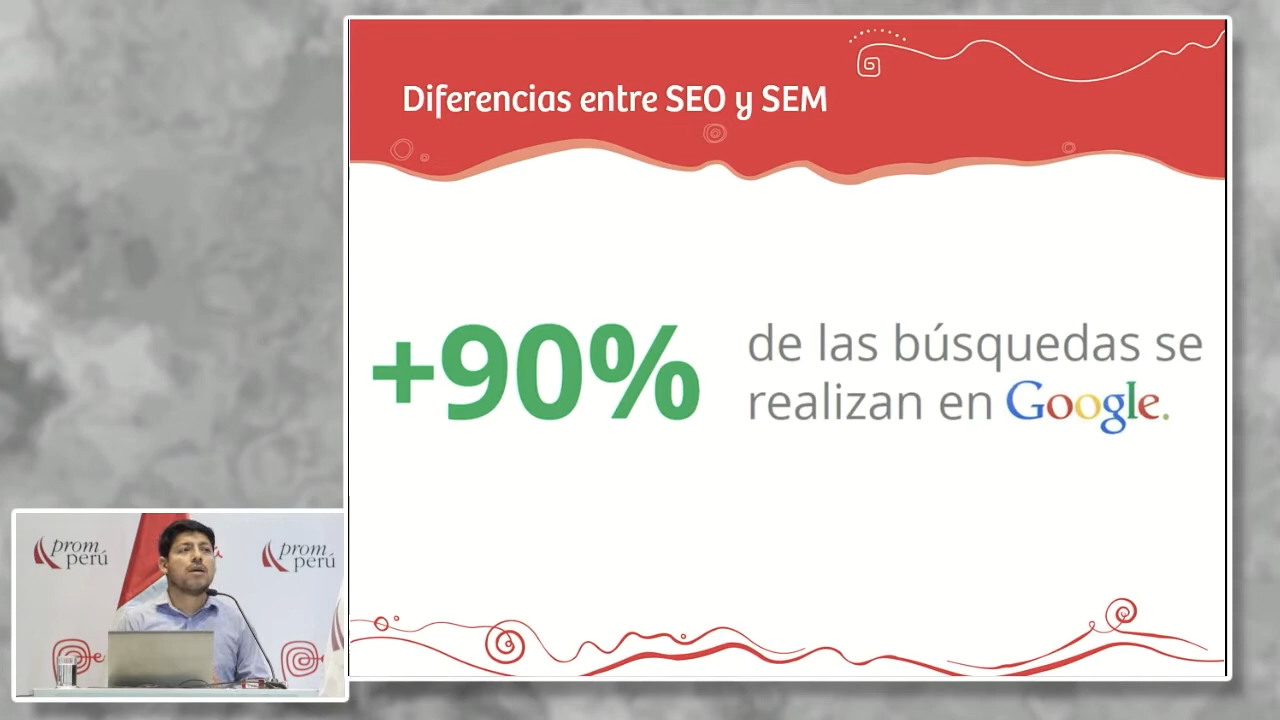 Diferencias entre SEO y SEM
+90%
de las búsquedas se
realizan en Google.
prom
perú
prom
perú